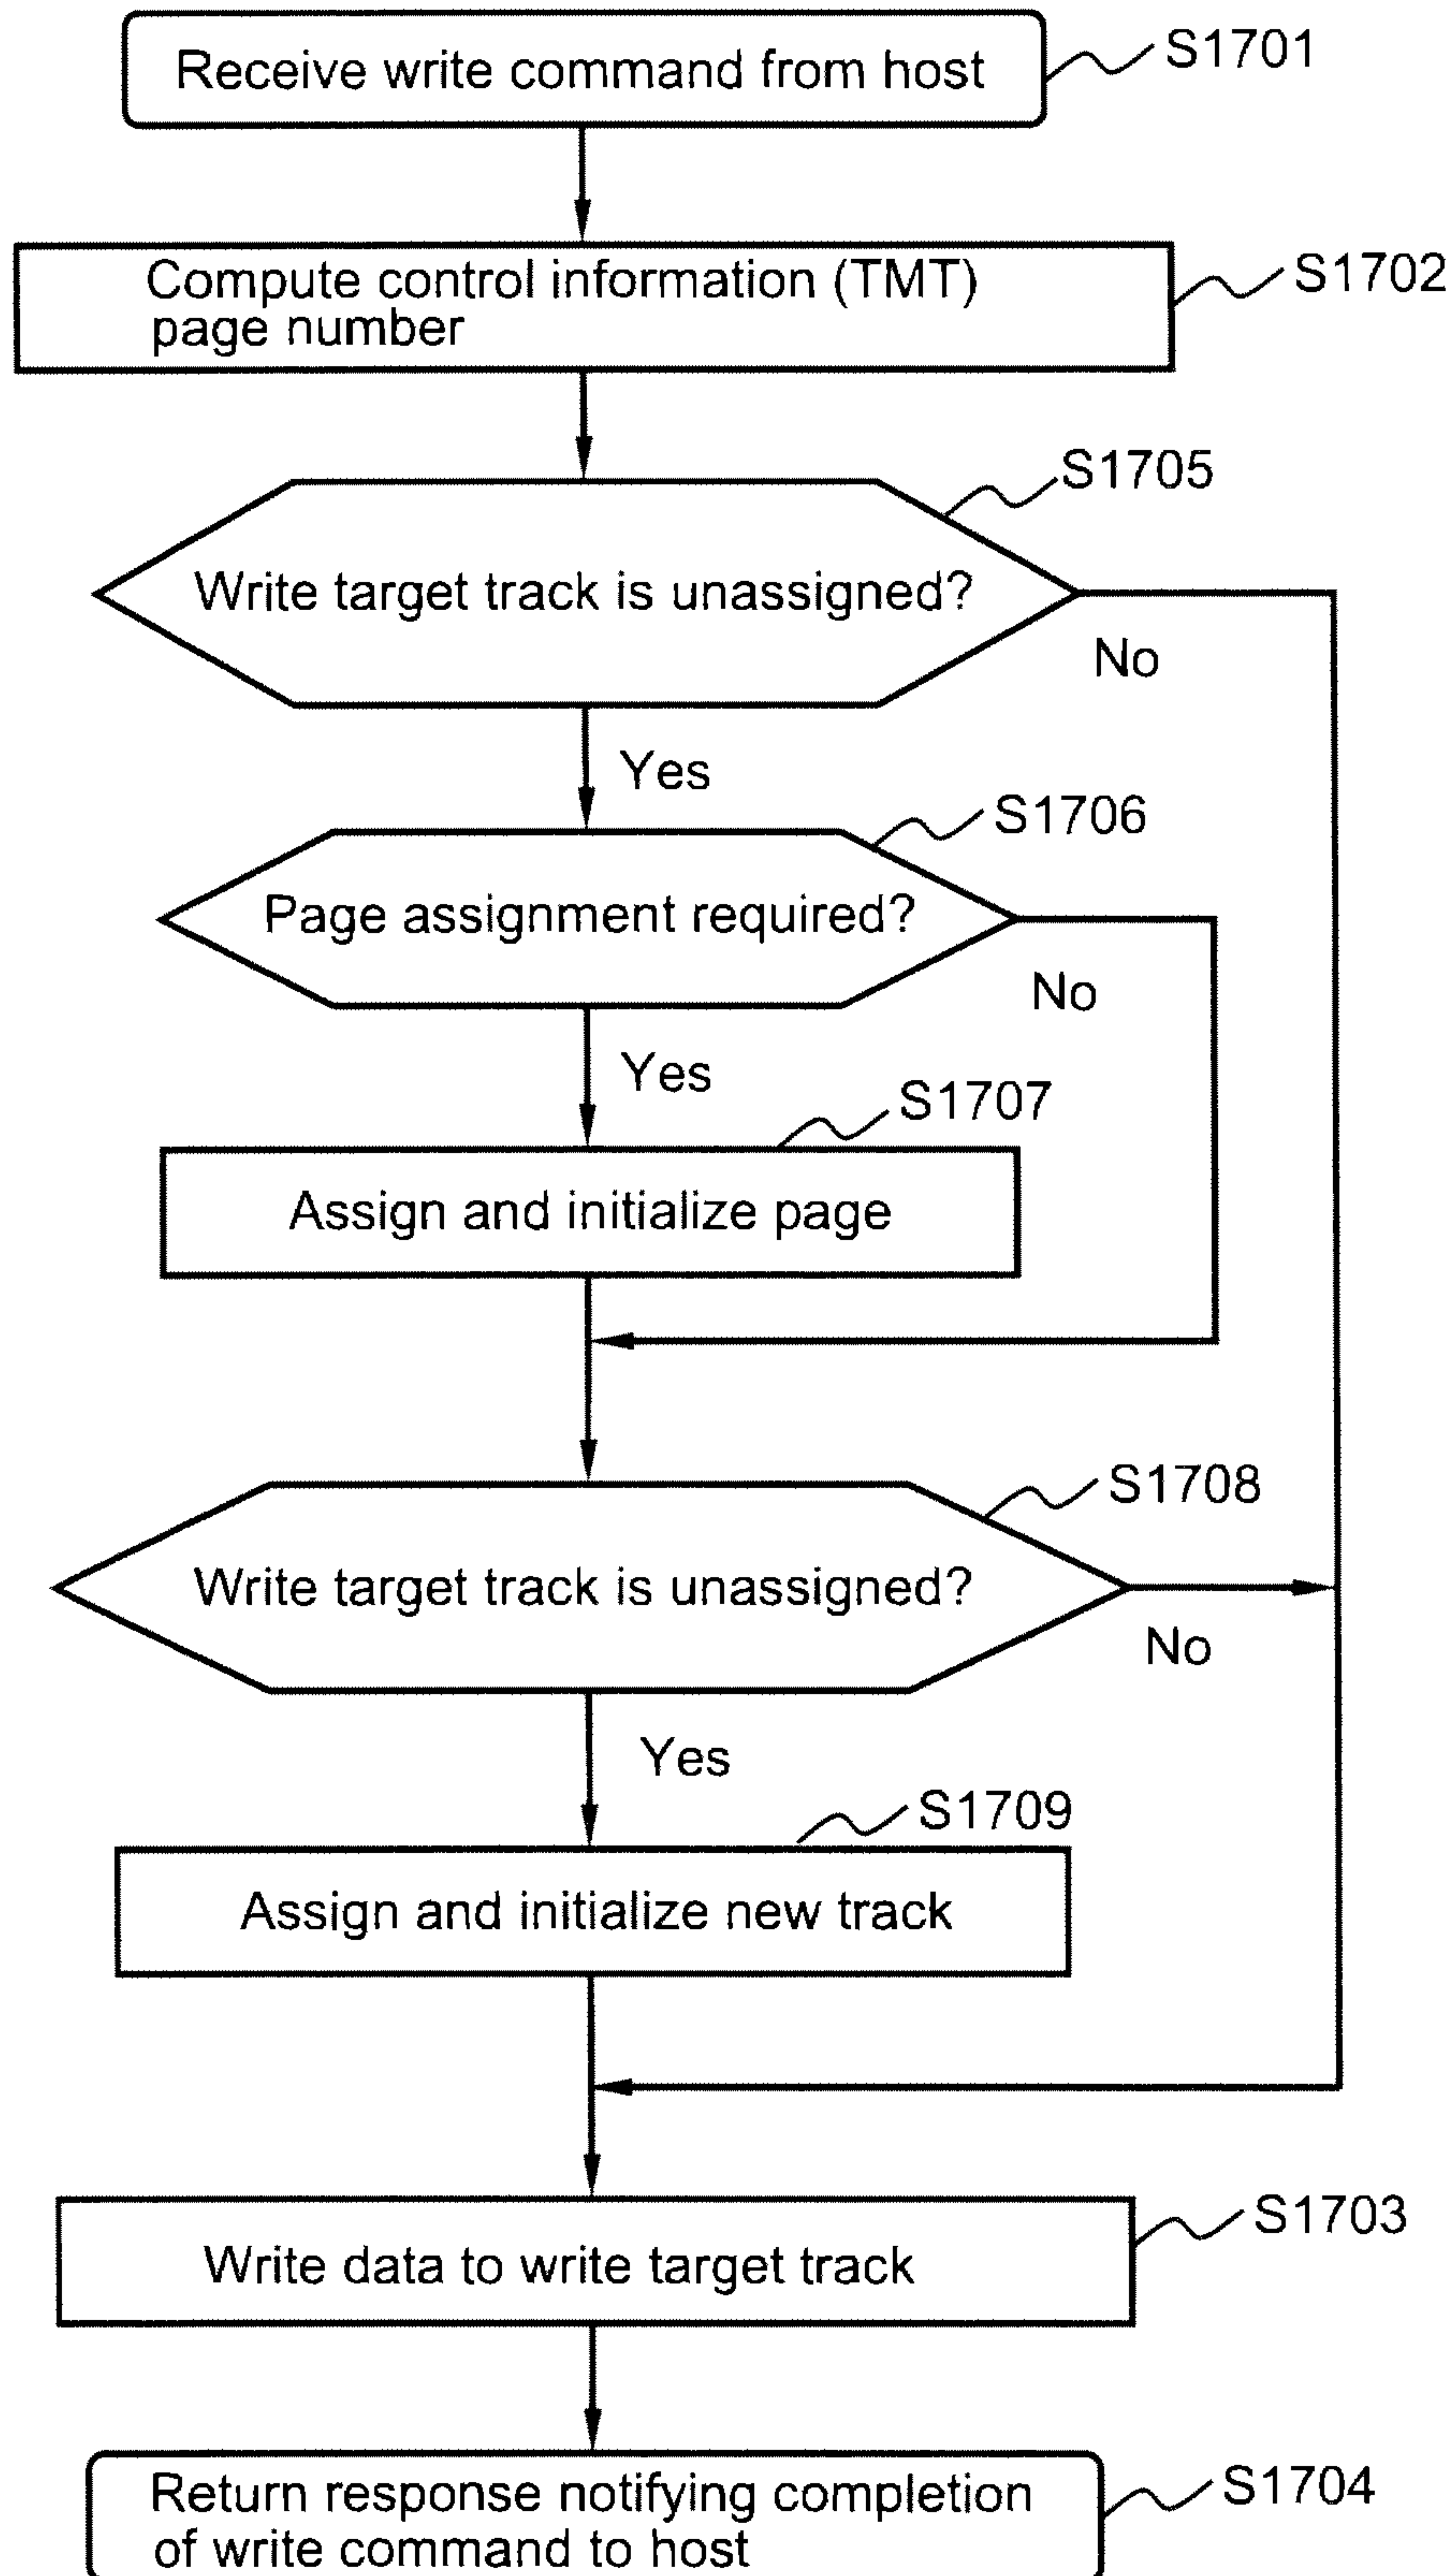 Receive write command from host
S1701
Compute control information (TMT)
page number
S1702
S1705
Write target track is unassigned?
No
Yes
S1706
Page assignment required?
No
Yes
S1707
Assign and initialize page
S1708
Write target track is unassigned?
No
Yes
S1709
Assign and initialize new track
S1703
Write data to write target track
Return response notifying completion
of write command to host
S1704